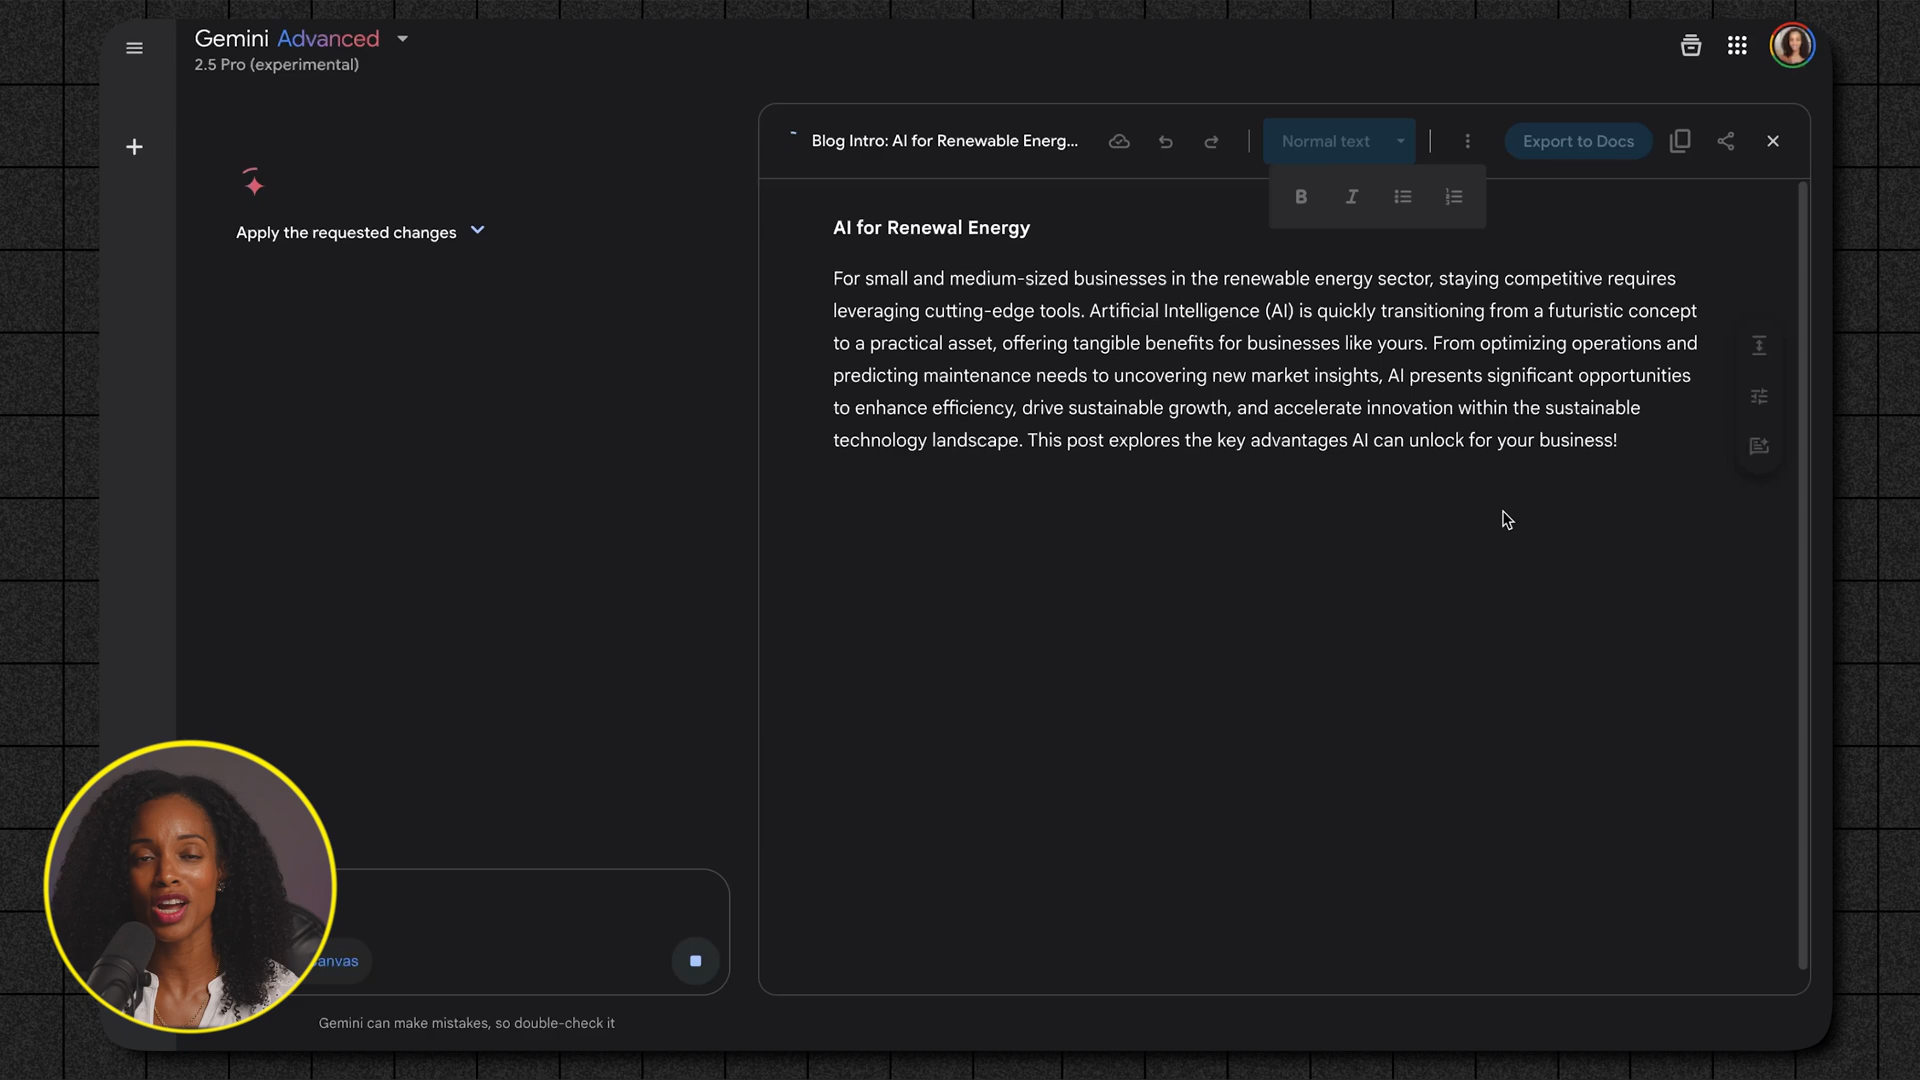 Gemini Advanced
2.5 Pro (experimental)
Blog Intro: AI for Renewable Energ...
Normal text
Export to Docs
B I
Apply the requested changes
AI for Renewal Energy
For small and medium-sized businesses in the renewable energy sector, staying competitive requires
leveraging cutting-edge tools. Artificial Intelligence (AI) is quickly transitioning from a futuristic concept
to a practical asset, offering tangible benefits for businesses like yours. From optimizing operations and
predicting maintenance needs to uncovering new market insights, AI presents significant opportunities
to enhance efficiency, drive sustainable growth, and accelerate innovation within the sustainable
technology landscape. This post explores the key advantages AI can unlock for your business!
anvas
Gemini can make mistakes, so double-check it